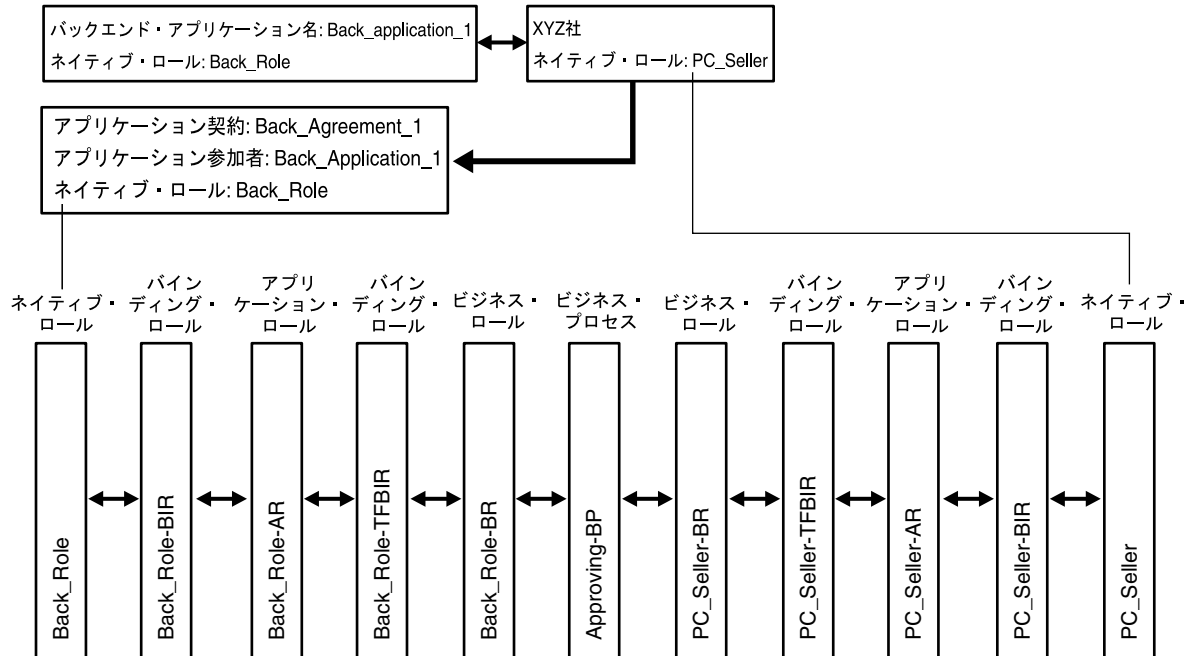 バックエンド・アプリケーション名: Back_application_1
ネイティブ・ロール: Back_Role
XYZ社
ネイティブ・ロール: PC_Seller
アプリケーション契約: Back_Agreement_1
アプリケーション参加者: Back_Application_1
ネイティブ・ロール: Back_Role
ネイティブ・
ロール
バイン
ディング・
ロール
アプリ
ケーション・
ロール
バイン
ディング・
ロール
ビジネス・
ロール
ビジネス・
プロセス
ビジネス・
ロール
バイン
ディング・
ロール
アプリ
ケーション・
ロール
バイン
ディング・
ロール
ネイティブ・
ロール
Back_Role
Back_Role-BIR
Back_Role-AR
Back_Role-TFBIR
Back_Role-BR
Approving-BP
PC_Seller-BR
PC_Seller-TFBIR
PC_Seller-AR
PC_Seller-BIR
PC_Seller